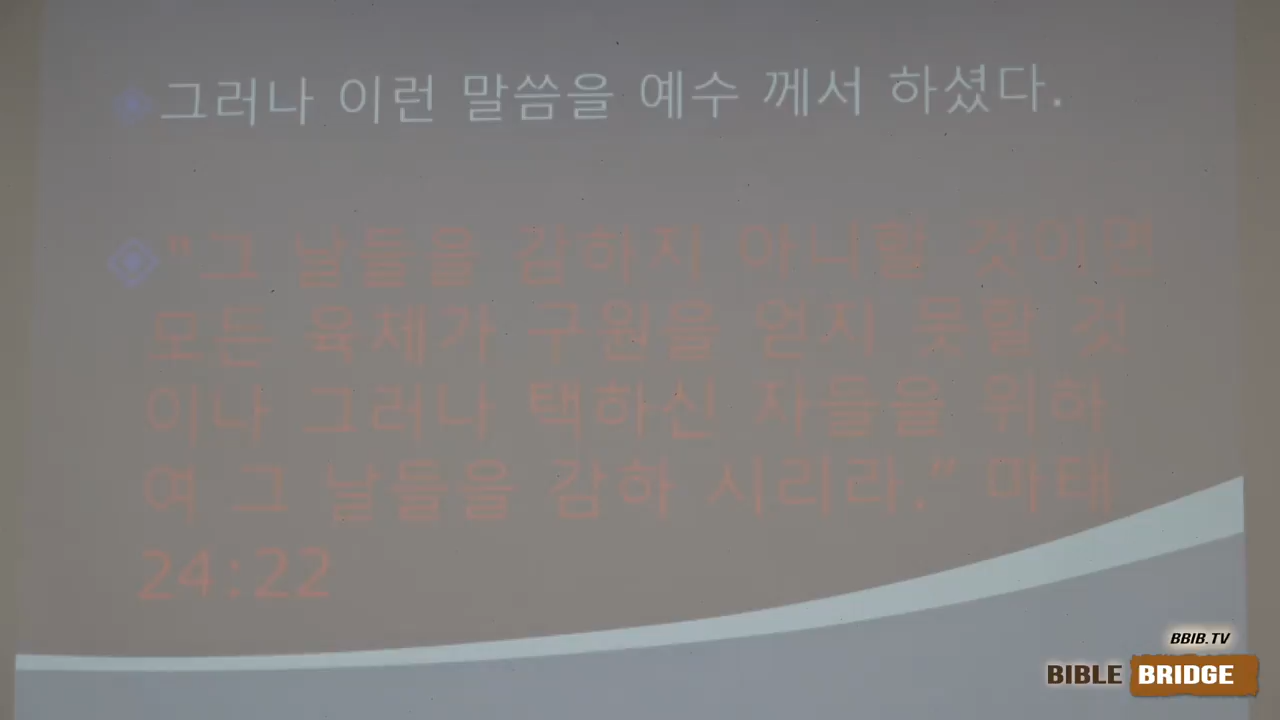 그러나 이런 말씀을 예수 께서 하셨다.
"그 날들을 감하지 아니할 것이면
모든 육체가 구원을 얻지 못할 것
이나 그러나 택하신 자들을 위하
여 그 날들을 감하 시리라.” 마태
24:22
BBIB.TV
BIBLE BRIDGE